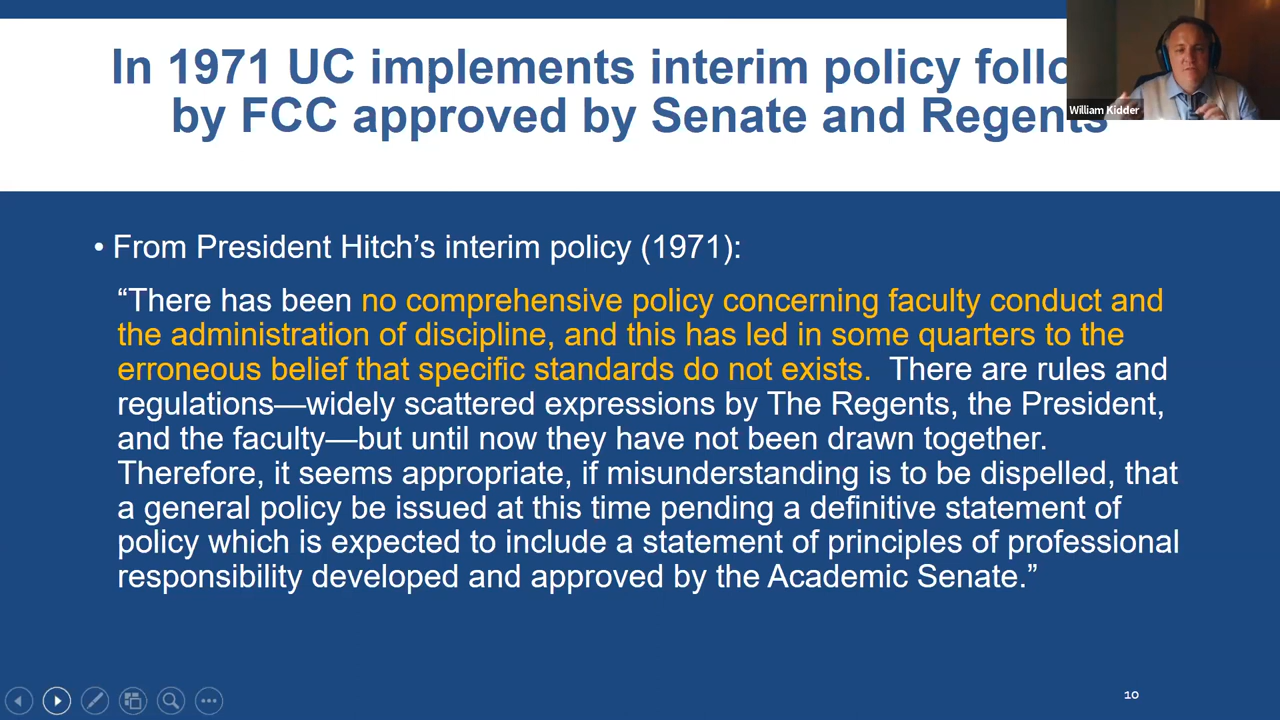 In 1971 UC implements interim policy follo
by FCC approved by Senate and Regents
William Kidder
• From President Hitch’s interim policy (1971):
“There has been no comprehensive policy concerning faculty conduct and
the administration of discipline, and this has led in some quarters to the
erroneous belief that specific standards do not exists.  There are rules and
regulations—widely scattered expressions by The Regents, the President,
and the faculty—but until now they have not been drawn together.
Therefore, it seems appropriate, if misunderstanding is to be dispelled, that
a general policy be issued at this time pending a definitive statement of
policy which is expected to include a statement of principles of professional
responsibility developed and approved by the Academic Senate.”
10